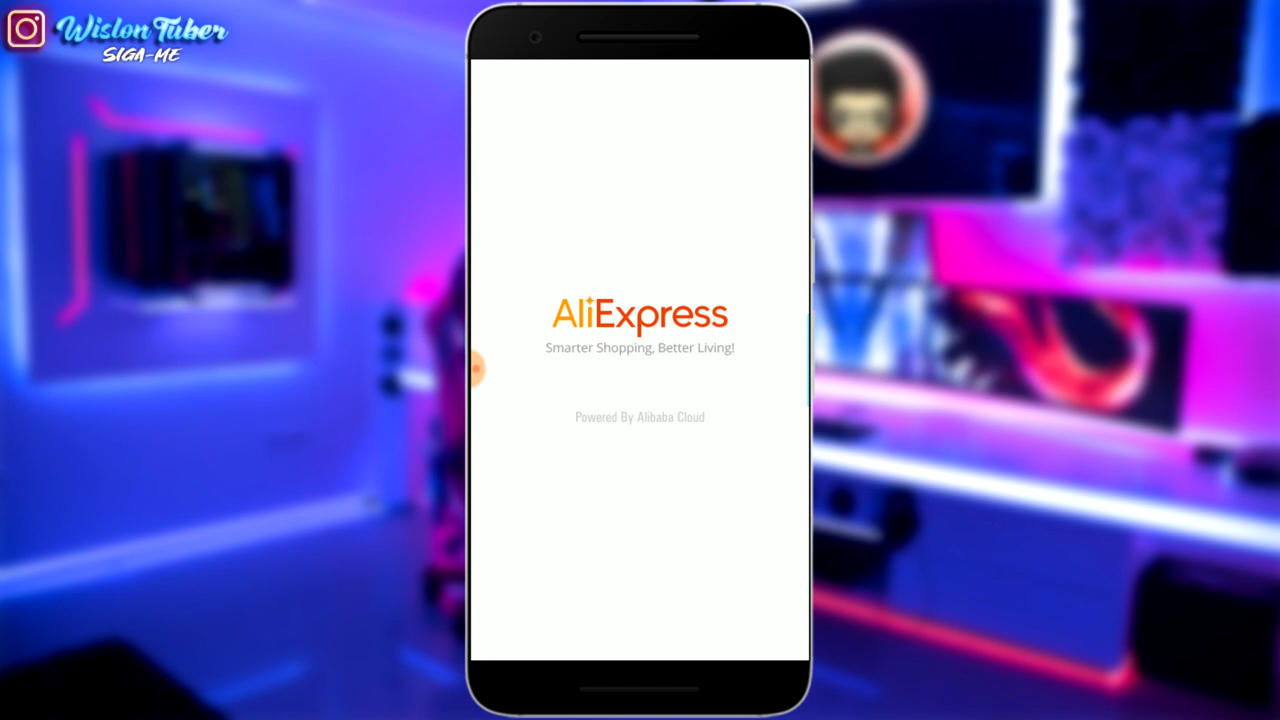 Wislon Tuber
SIGA-ME
AliExpress
Smarter Shopping, Better Living!
Powered By Alibaba Cloud